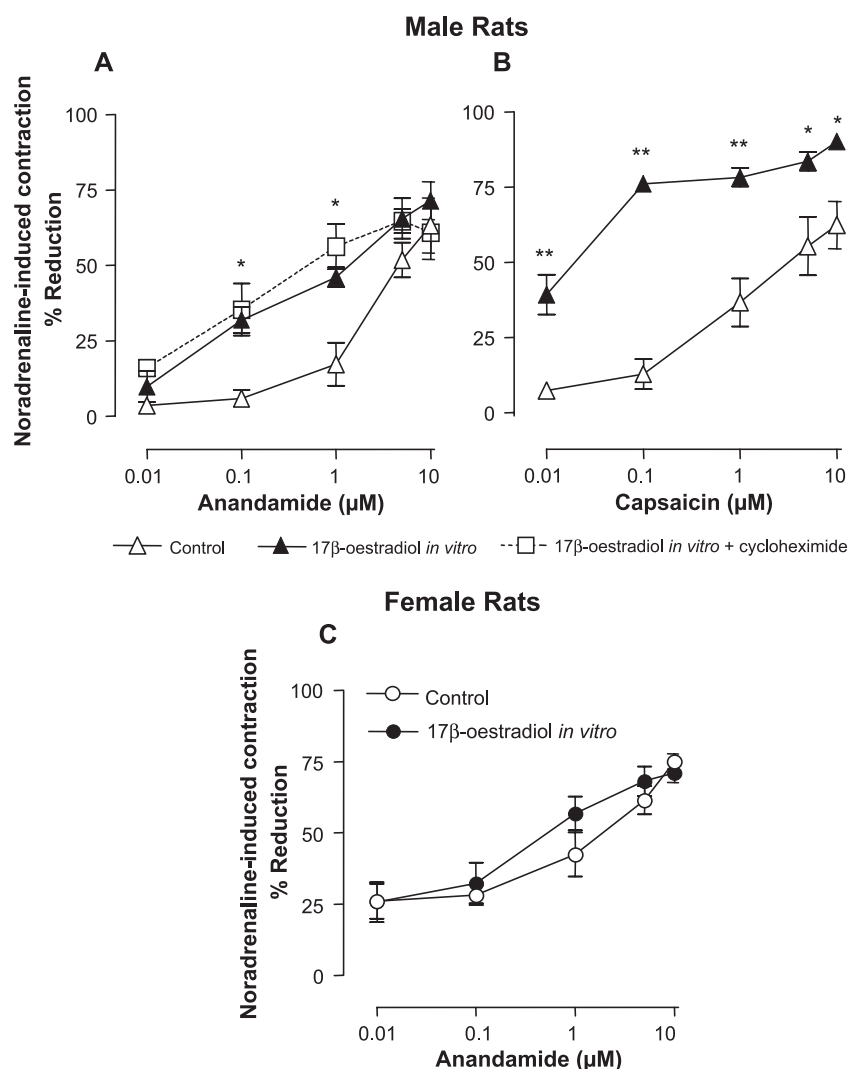 Male Rats
A
B
Noradrenaline-induced contraction
% Reduction
100
75
50
25
0
*
*
0.01 0.1 1 10
Anandamide (µM)
100
75
50
25
0
**
**
**
*
*
0.01 0.1 1 10
Capsaicin (µM)
Control 17β-oestradiol in vitro 17β-oestradiol in vitro + cycloheximide
Female Rats
C
Noradrenaline-induced contraction
% Reduction
100
75
50
25
0
Control
17β-oestradiol in vitro
0.01 0.1 1 10
Anandamide (µM)